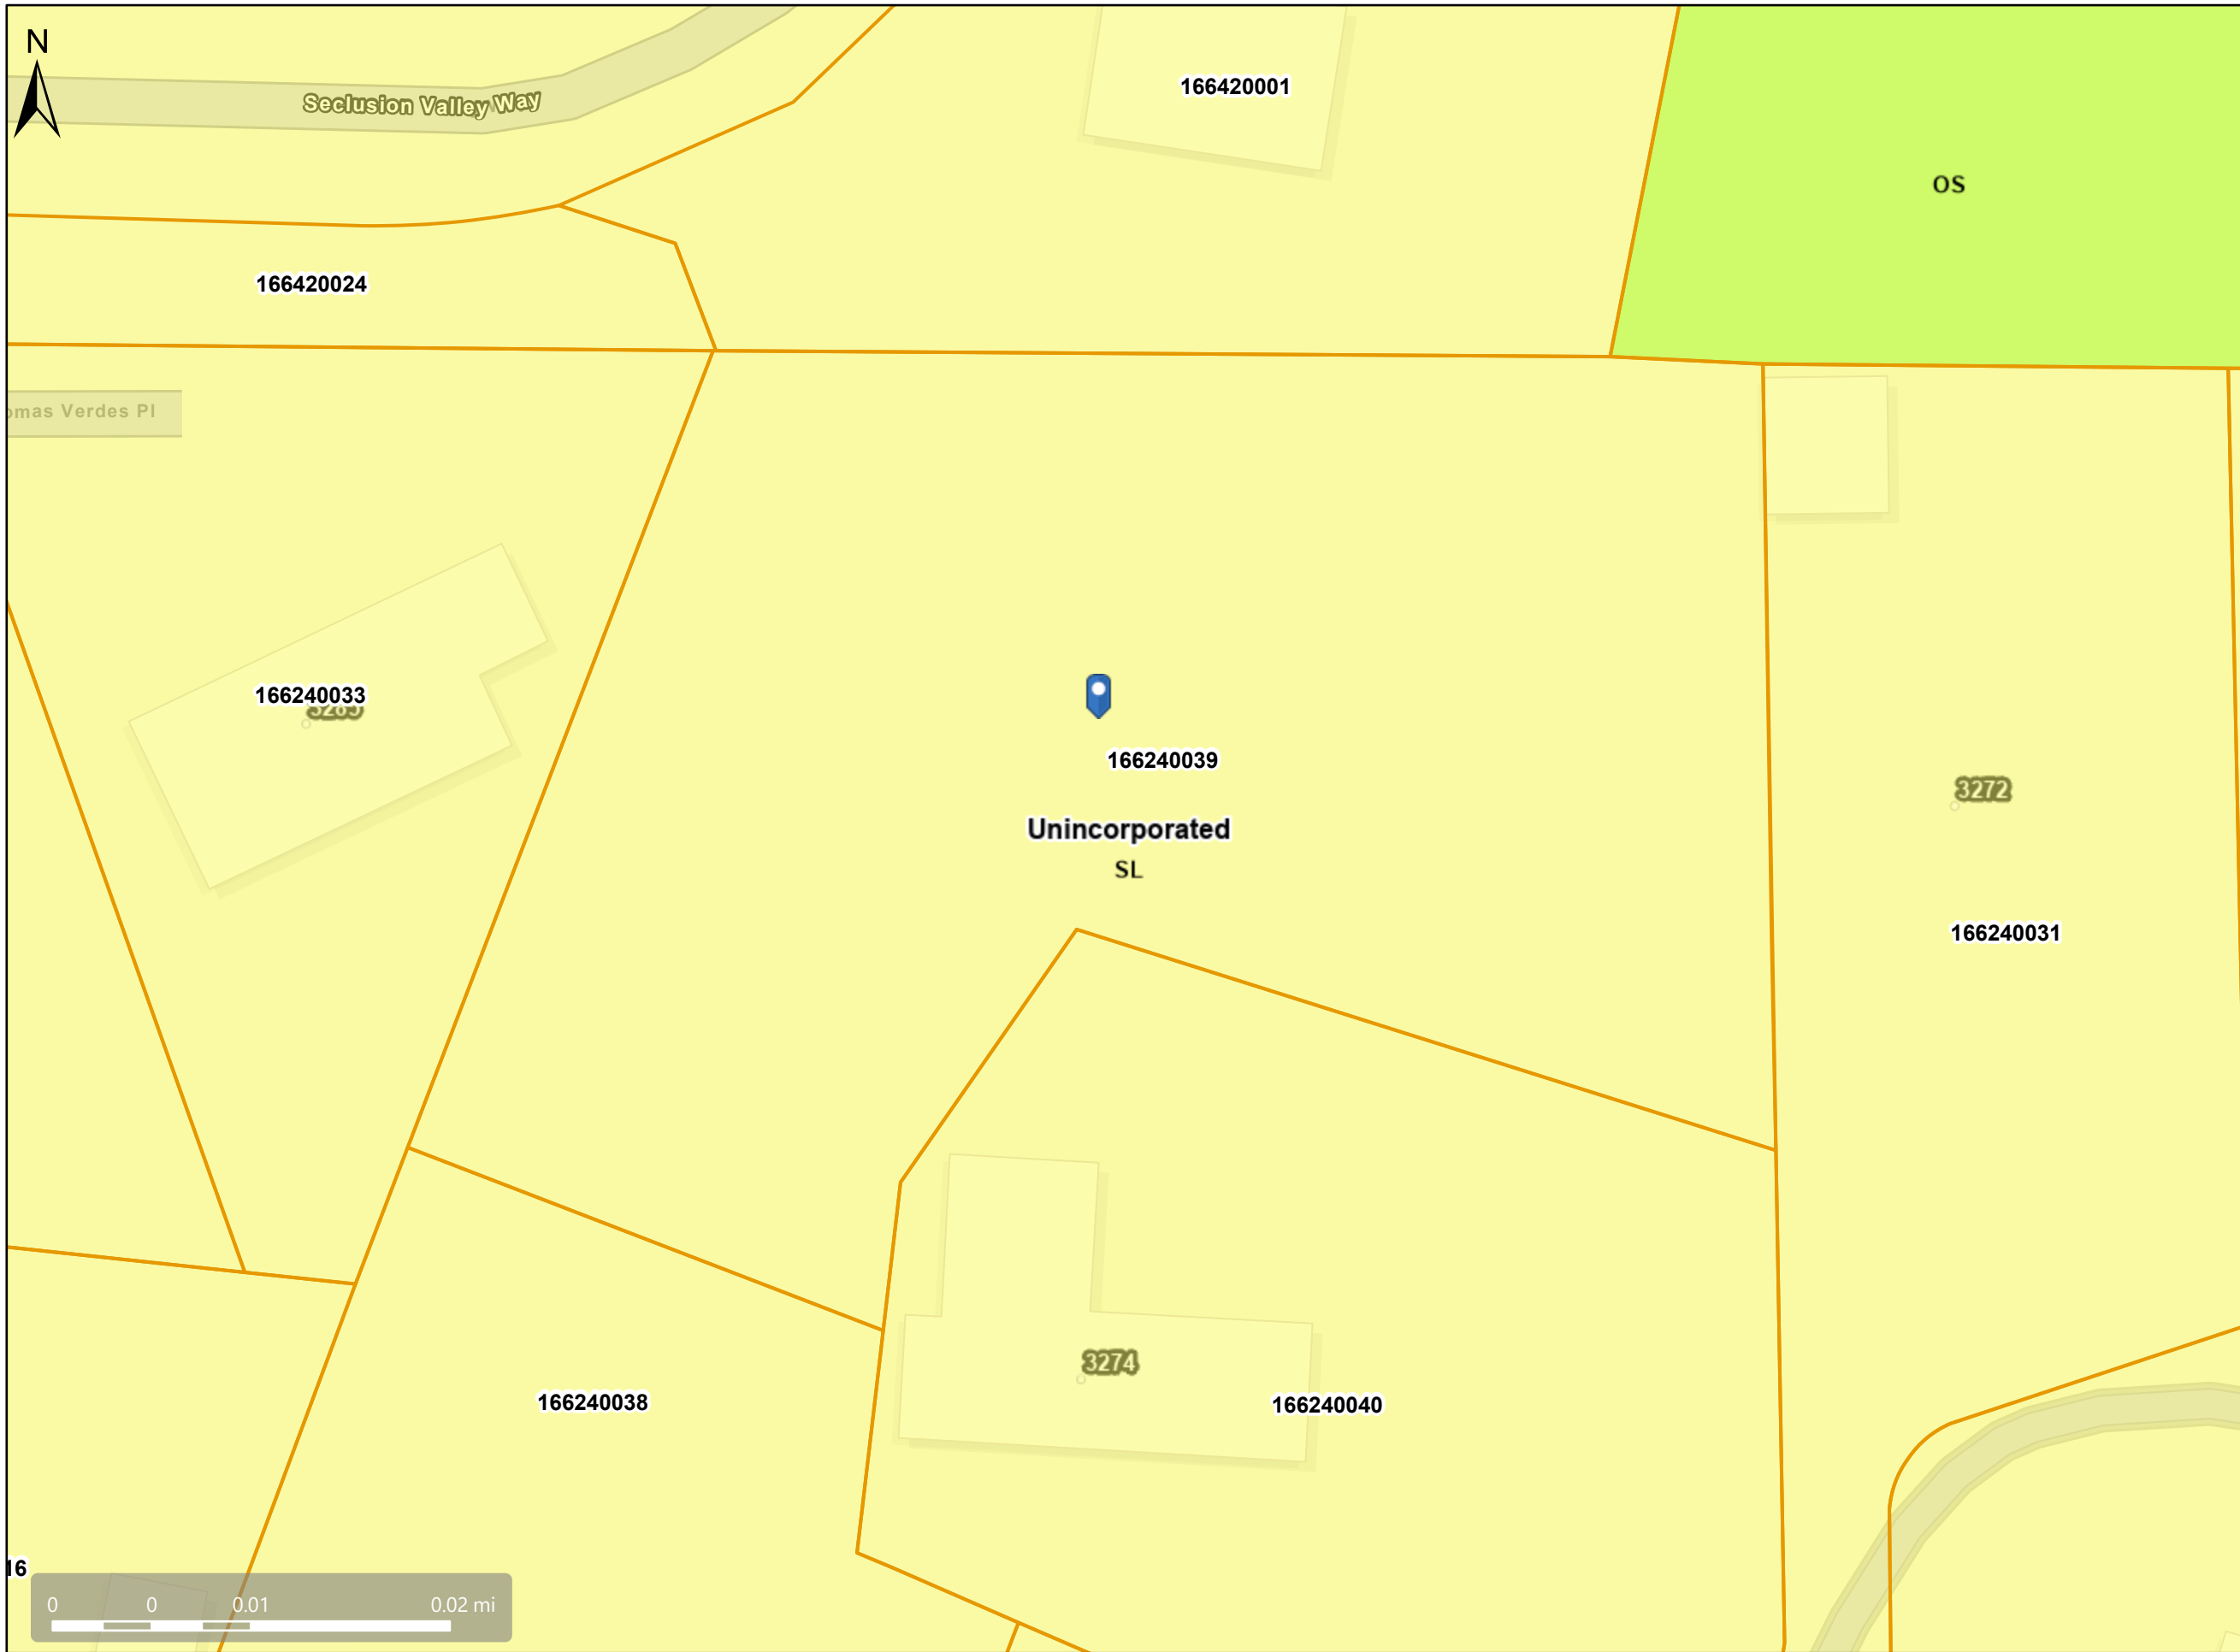 N
166420001
Seclusion Valley Way
OS
166420024
omas Verdes Pl
166240033
3285
166240039
3272
Unincorporated
SL
166240031
3274
166240038
166240040
16
0 0 0.01 0.02 mi